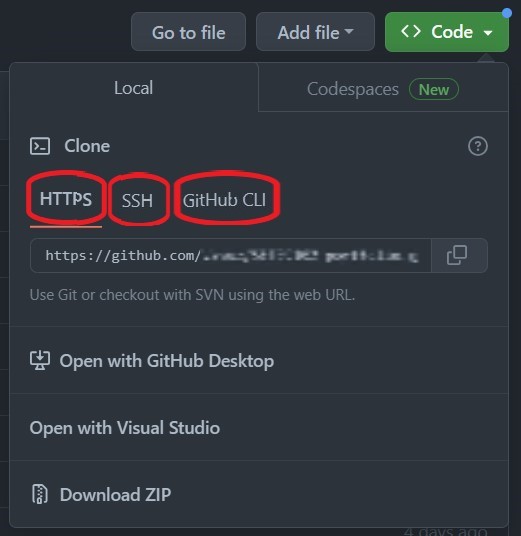 Go to file Add file Code
Local Codespaces New
Clone
HTTPS SSH GitHub CLI
https://github.com/
Use Git or checkout with SVN using the web URL.
Open with GitHub Desktop
Open with Visual Studio
Download ZIP
4 days ago